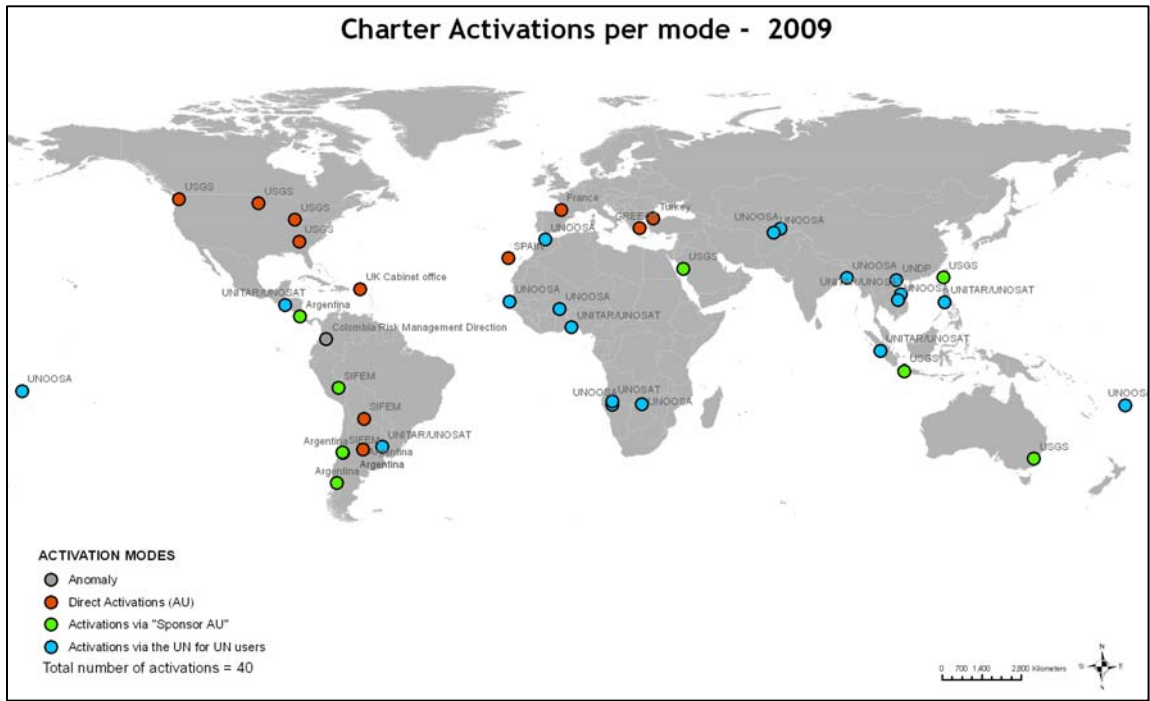 Charter Activations per mode - 2009
USGS
USGS
USGS
USGS
France
Turkey
UNOOSA
SPAIN
UNOOSA
UNOOSA
USGS
UK Cabinet office
UNITAR/UNOSAT
Argentina
Colombia Risk Management Direction
UNOOSA
UNOOSA
UNITAR/UNOSAT
UNOOSA
UNDP
USGS
UNITAR/UNOSAT
UNOOSA
UNITAR/UNOSAT
UNITAR/UNOSAT
USGS
UNOOSA
SIFEM
SIFEM
UNOOSA
UNOSAT
UNOOSA
UNOOSA
Argentina
SIFEM
UNITAR/UNOSAT
Argentina
Argentina
Argentina
USGS
ACTIVATION MODES
Anomaly
Direct Activations (AU)
Activations via "Sponsor AU"
Activations via the UN for UN users
Total number of activations = 40
0 700 1,400 2,800 Kilometers
N
S
E